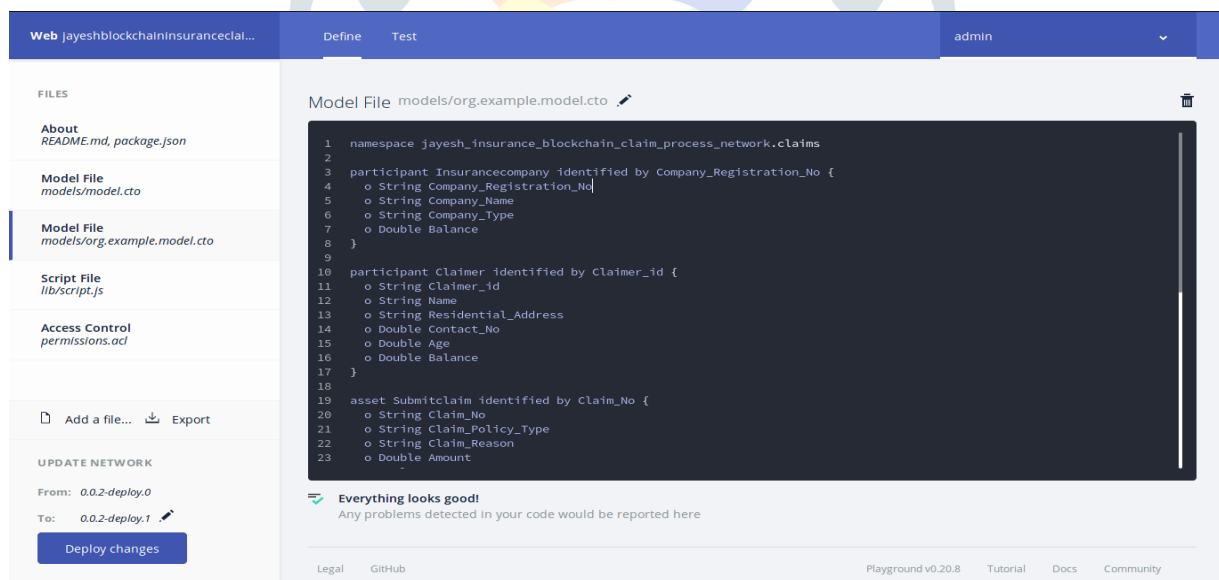 Web jayeshblockchaininsuranceclai...
Define Test
admin
FILES
About
README.md, package.json
Model File
models/model.cto
Model File
models/org.example.model.cto
Script File
lib/script.js
Access Control
permissions.acl
Add a file... Export
UPDATE NETWORK
From: 0.0.2-deploy.0
To: 0.0.2-deploy.1
Deploy changes
Model File models/org.example.model.cto
1 namespace jayesh_insurance_blockchain_claim_process_network.claims
2
3 participant Insurancecompany identified by Company_Registration_No {
4 o String Company_Registration_No
5 o String Company_Name
6 o String Company_Type
7 o Double Balance
8 }
9
10 participant Claimer identified by Claimer_id {
11 o String Claimer_id
12 o String Name
13 o String Residential_Address
14 o Double Contact_No
15 o Double Age
16 o Double Balance
17 }
18
19 asset Submitclaim identified by Claim_No {
20 o String Claim_No
21 o String Claim_Policy_Type
22 o String Claim_Reason
23 o Double Amount
Everything looks good!
Any problems detected in your code would be reported here
Legal GitHub
Playground v0.20.8 Tutorial Docs Community